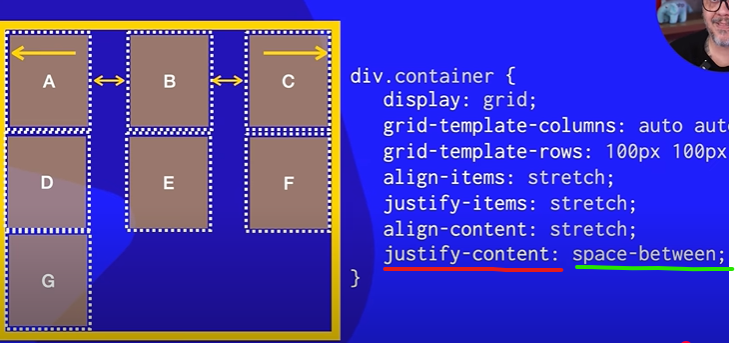 A B C
D E F
G
div.container {
display: grid;
grid-template-columns: auto
grid-template-rows: 100px 100px
align-items: stretch;
justify-items: stretch;
align-content: stretch;
justify-content: space-between;
}